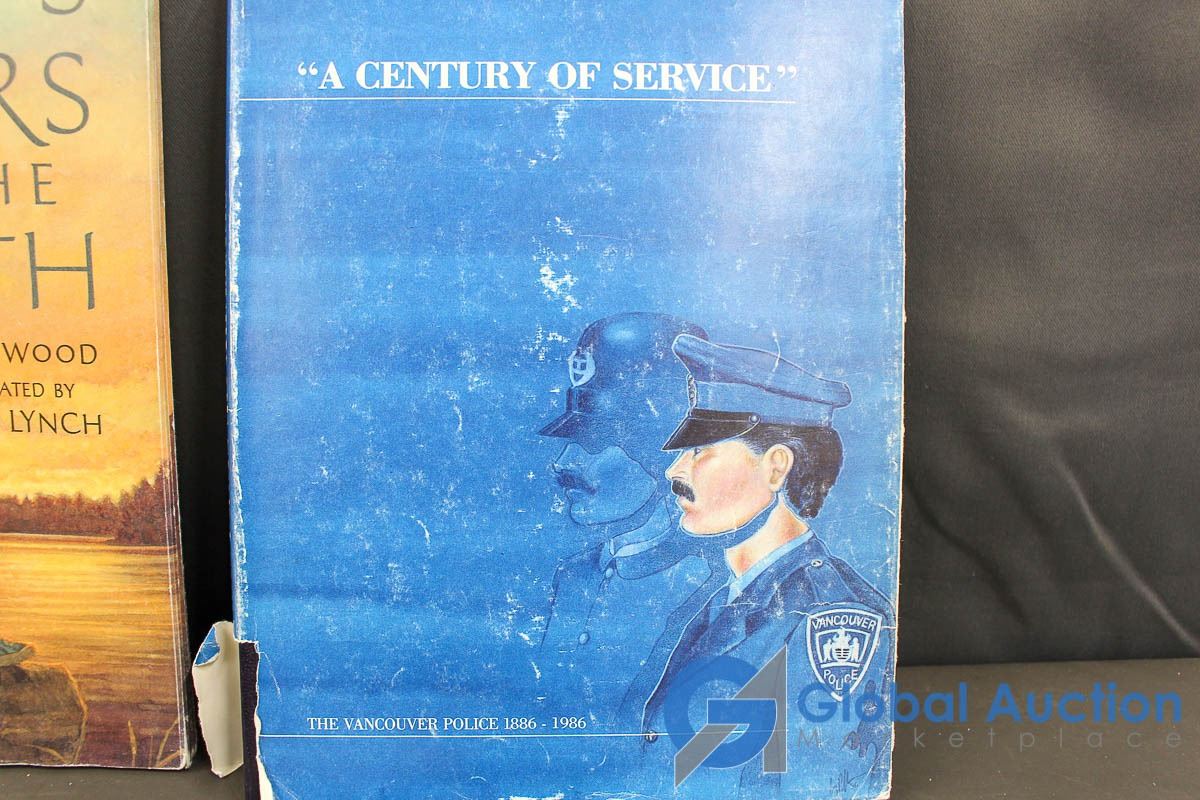 RS
HE
TH
WOOD
ATED BY
LYNCH
“A CENTURY OF SERVICE”
VANCOUVER
POLICE
THE VANCOUVER POLICE 1886 - 1986
Global Auction
Marketplace